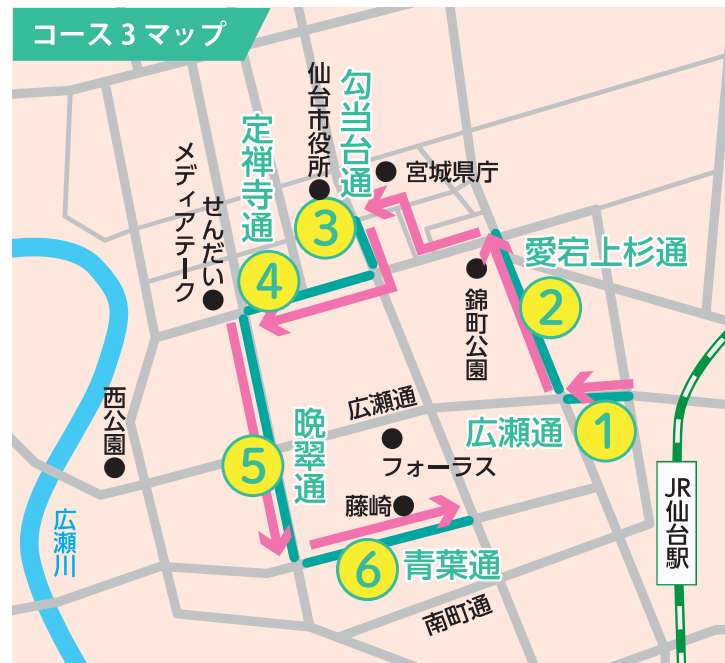 コース3マップ
仙台市役所
勾当台通
定禅寺通
宮城県庁
せんだい
メディアテーク
3
4
愛宕上杉通
2
錦町公園
西公園
広瀬通
晩翠通
広瀬通
1
5
フォーラス
藤崎
JR
仙台駅
広瀬川
6
青葉通
南町通